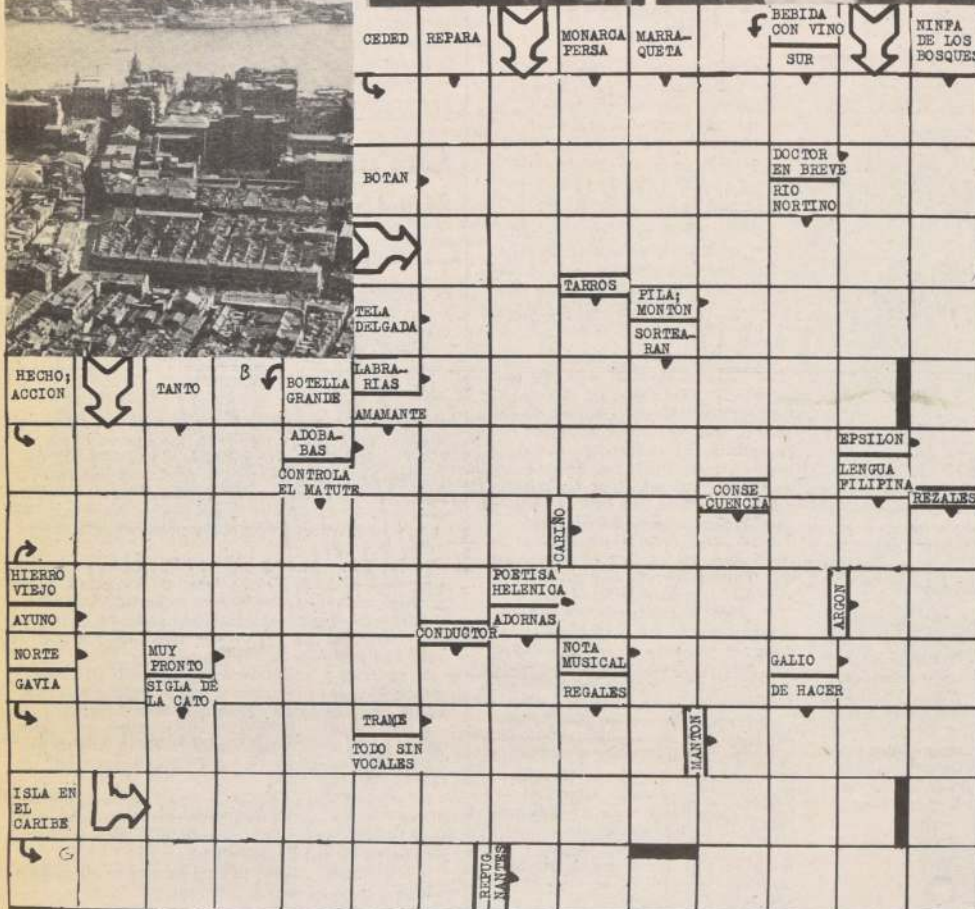 CEDED
REPARA
MONARCA
PERSA
MARRA-
QUETA
BEBIDA
CON VINO
SUR
NINFA
DE LOS
BOSQUES
BOTAN
DOCTOR
EN BREVE
RIO
NORTINO
TELA
DELGADA
TARROS
PILA;
MONTON
SORTEA-
RAN
HECHO;
ACCION
TANTO
B
BOTELLA
GRANDE
LABRA-
RIAS
AMAMANTE
ADOBA-
BAS
CONTROLA
EL MATUTE
EPSILON
LENGUA
FILIPINA
CARIÑO
CONSE
CUENCIA
REZALES
HIERRO
VIEJO
AYUNO
POETISA
HELENICA
ADORNAS
ARGON
NORTE
GAVIA
MUY
PRONTO
SIGLA DE
LA CATO
CONDUCTOR
NOTA
MUSICAL
REGALES
GALIO
DE HACER
TRAME
TODO SIN
VOCALES
MANTON
ISLA EN
EL
CARIBE
G
REPUG
NANTES